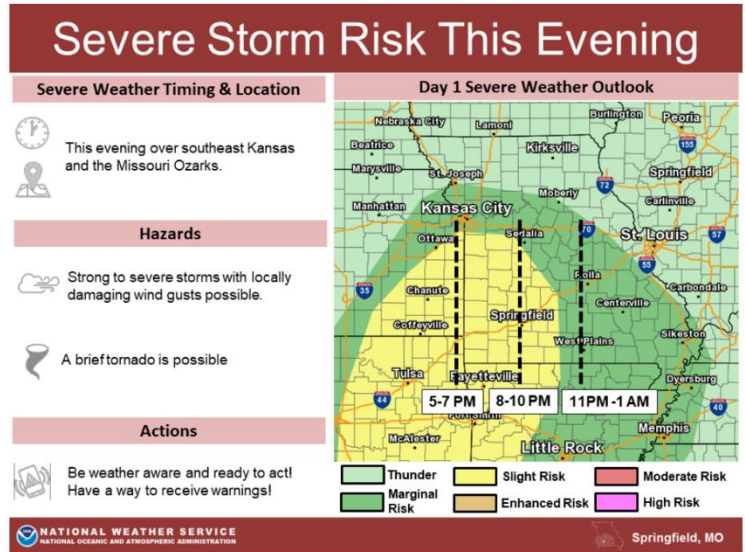 Severe Storm Risk This Evening
Severe Weather Timing & Location
This evening over southeast Kansas
and the Missouri Ozarks.
Hazards
Strong to severe storms with locally
damaging wind gusts possible.
A brief tornado is possible
Actions
Be weather aware and ready to act!
Have a way to receive warnings!
Day 1 Severe Weather Outlook
Nebraska City
Lamoni
Burlington
Peoria
Beatrice
Kirksville
155
Marysville
St. Joseph
Springfield
72
Moberly
Carlinville
Manhattan
Kansas City
70
St. Louis
57
Ottawa
Sedalia
55
35
Chanute
Rolla
Carbondale
Centerville
Coffeyville
Springfield
Sikeston
West Plains
Tulsa
Fayetteville
Dyersburg
44
5-7 PM
8-10 PM
11PM -1 AM
40
McAlester
Memphis
Little Rock
Thunder
Slight Risk
Moderate Risk
Marginal
Risk
Enhanced Risk
High Risk
NATIONAL WEATHER SERVICE
NATIONAL OCEANIC AND ATMOSPHERIC ADMINISTRATION
Springfield, MO